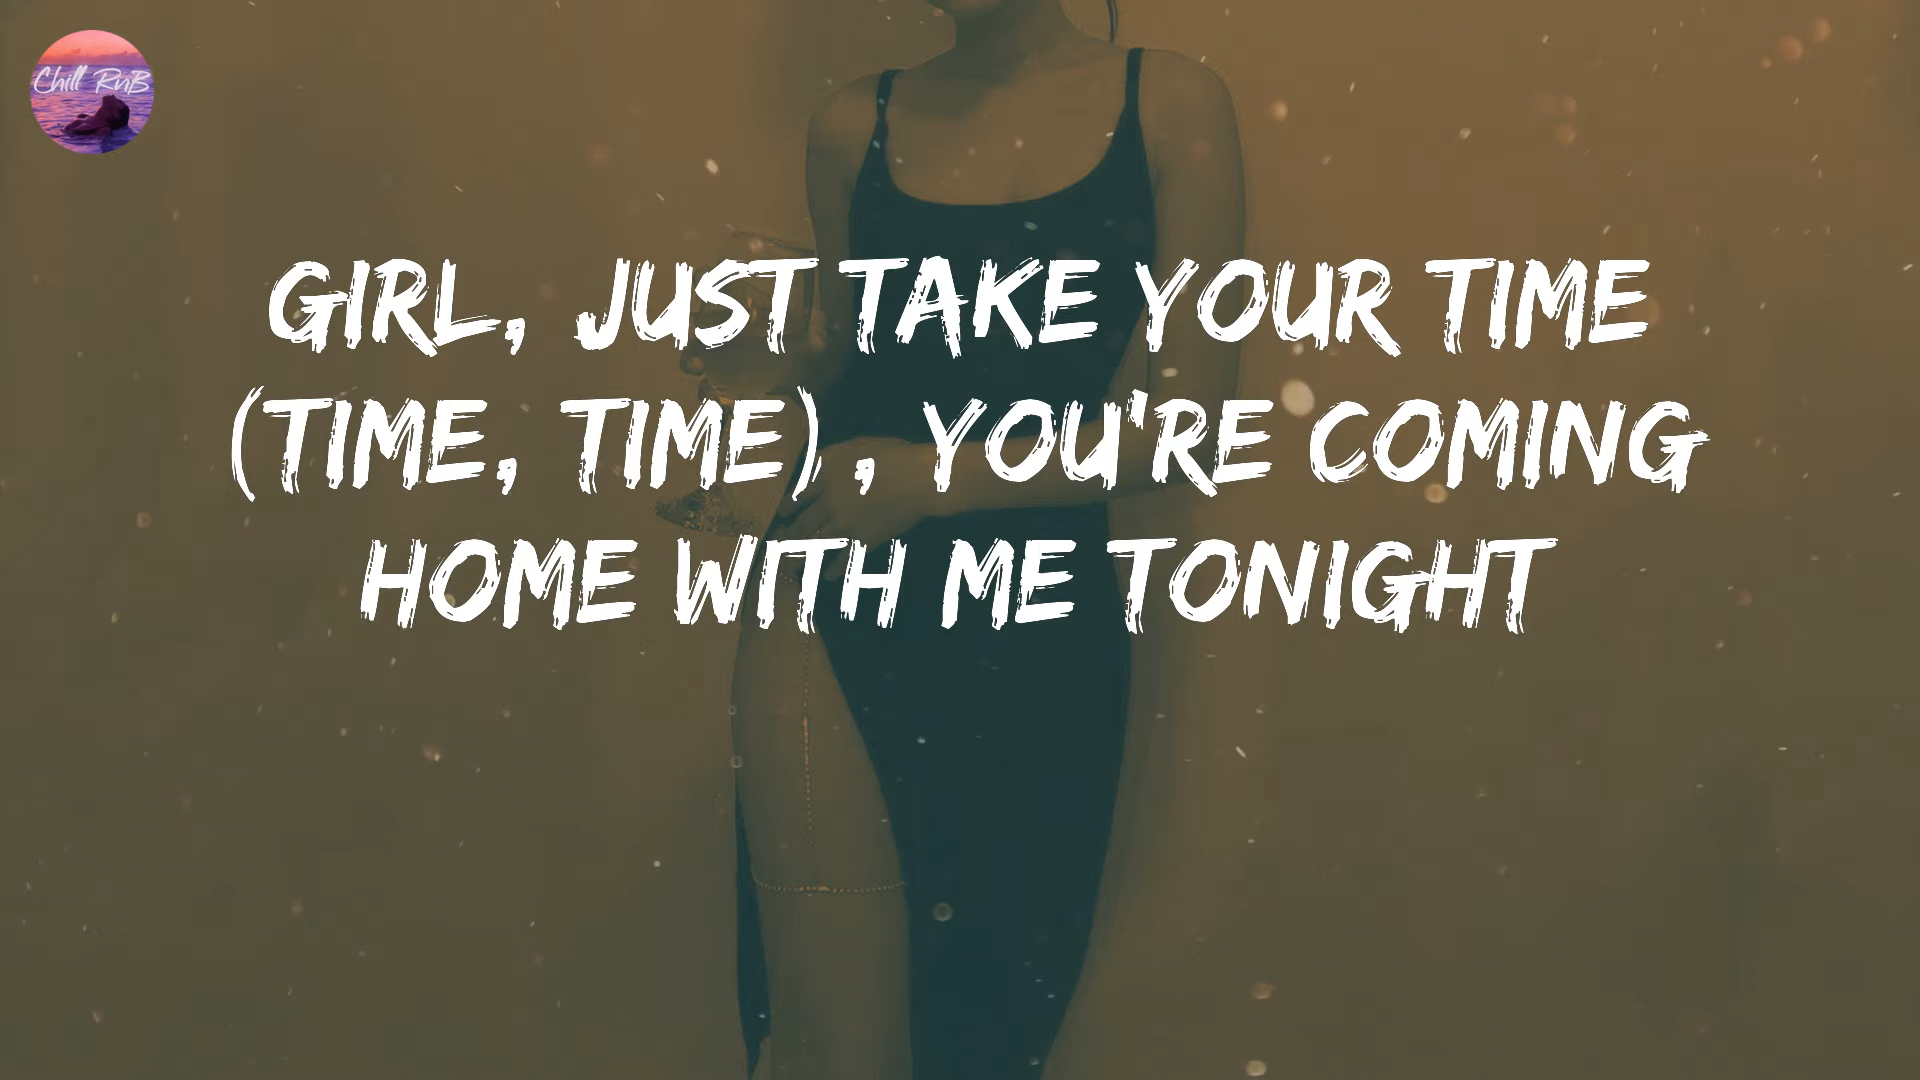 Chill RnB
GIRL, JUST TAKE YOUR TIME
(TIME, TIME), YOU'RE COMING
HOME WITH ME TONIGHT